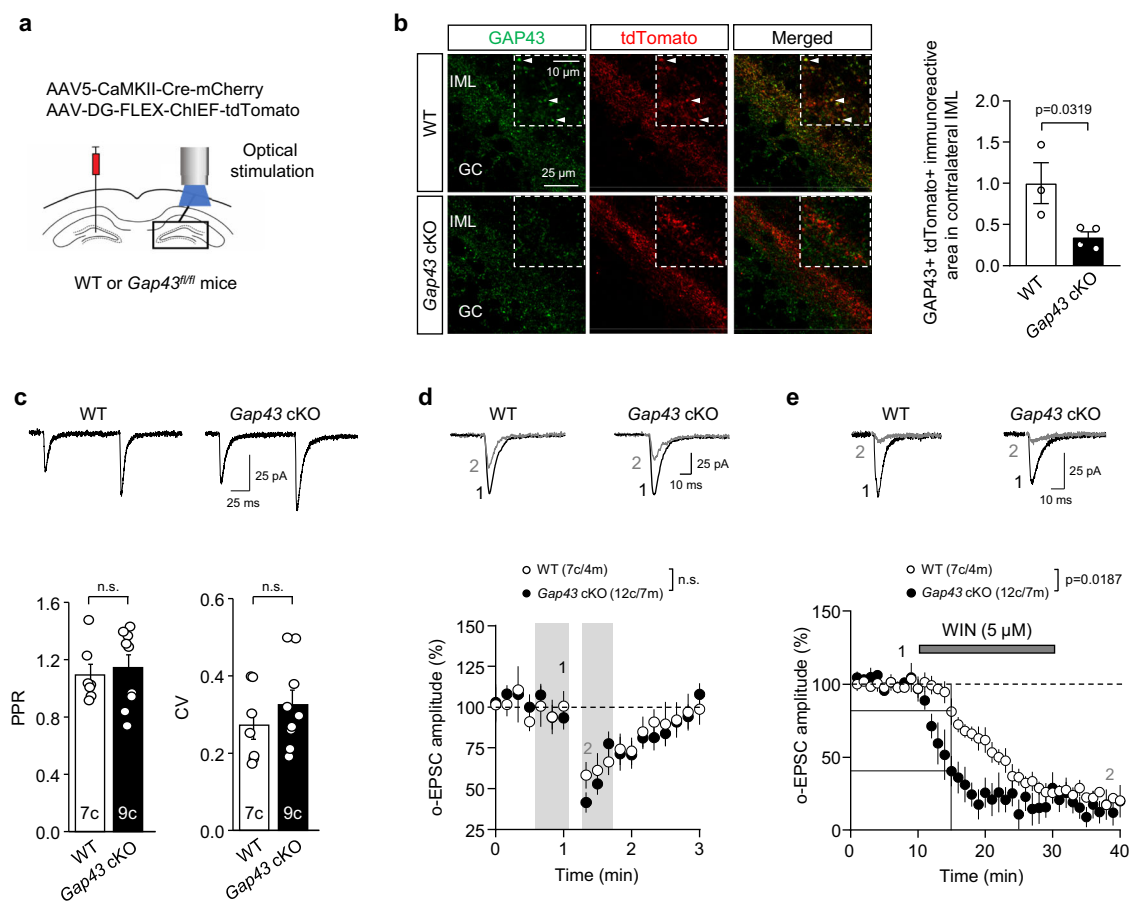 a
AAV5-CaMKII-Cre-mCherry
AAV-DG-FLEX-ChIEF-tdTomato
Optical
stimulation
WT or Gap43fl/fl mice
b
GAP43
tdTomato
Merged
WT
Gap43 cKO
IML
GC
10 µm
25 µm
IML
GC
GAP43+ tdTomato+ immunoreactive
area in contralateral IML
2.0
1.5
1.0
0.5
0.0
p=0.0319
WT
Gap43 cKO
c
WT
Gap43 cKO
25 pA
25 ms
PPR
1.6
1.2
0.8
0.4
0.0
n.s.
7c
9c
WT
Gap43 cKO
CV
0.6
0.4
0.2
0.0
n.s.
7c
9c
WT
Gap43 cKO
d
WT
Gap43 cKO
2
1
2
1
25 pA
10 ms
WT (7c/4m)
Gap43 cKO (12c/7m)
n.s.
o-EPSC amplitude (%)
150
125
100
75
50
25
1
2
0
1
2
3
Time (min)
e
WT
Gap43 cKO
2
1
2
1
25 pA
10 ms
WT (7c/4m)
Gap43 cKO (12c/7m)
p=0.0187
o-EPSC amplitude (%)
150
100
50
0
1
WIN (5 µM)
2
0
10
20
30
40
Time (min)